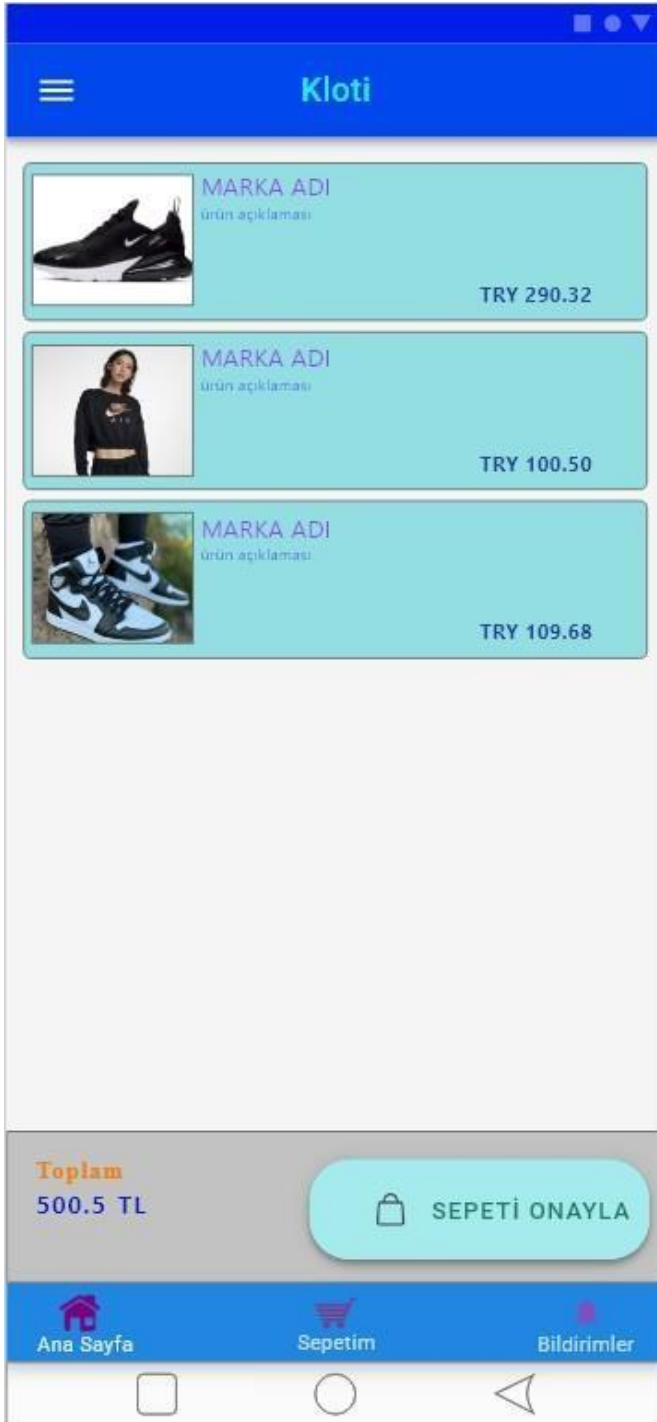 Kloti
MARKA ADI
ürün açıklaması
TRY 290.32
MARKA ADI
ürün açıklaması
TRY 100.50
MARKA ADI
ürün açıklaması
TRY 109.68
Toplam
500.5 TL
SEPETİ ONAYLA
Ana Sayfa
Sepetim
Bildirimler